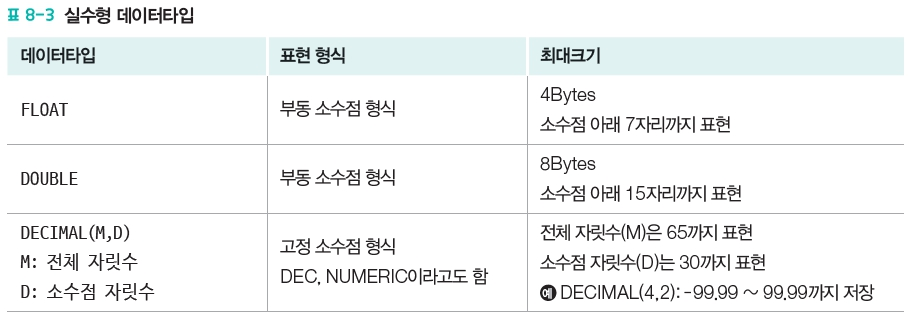 표 8-3 실수형 데이터타입
데이터타입 표현 형식 최대크기
FLOAT
부동 소수점 형식
4Bytes
소수점 아래 7자리까지 표현
DOUBLE
부동 소수점 형식
8Bytes
소수점 아래 15자리까지 표현
DECIMAL(M,D)
M: 전체 자릿수
D: 소수점 자릿수
고정 소수점 형식
DEC, NUMERIC이라고도 함
전체 자릿수(M)은 65까지 표현
소수점 자릿수(D)는 30까지 표현
예 DECIMAL(4,2): -99.99 ~ 99.99까지 저장